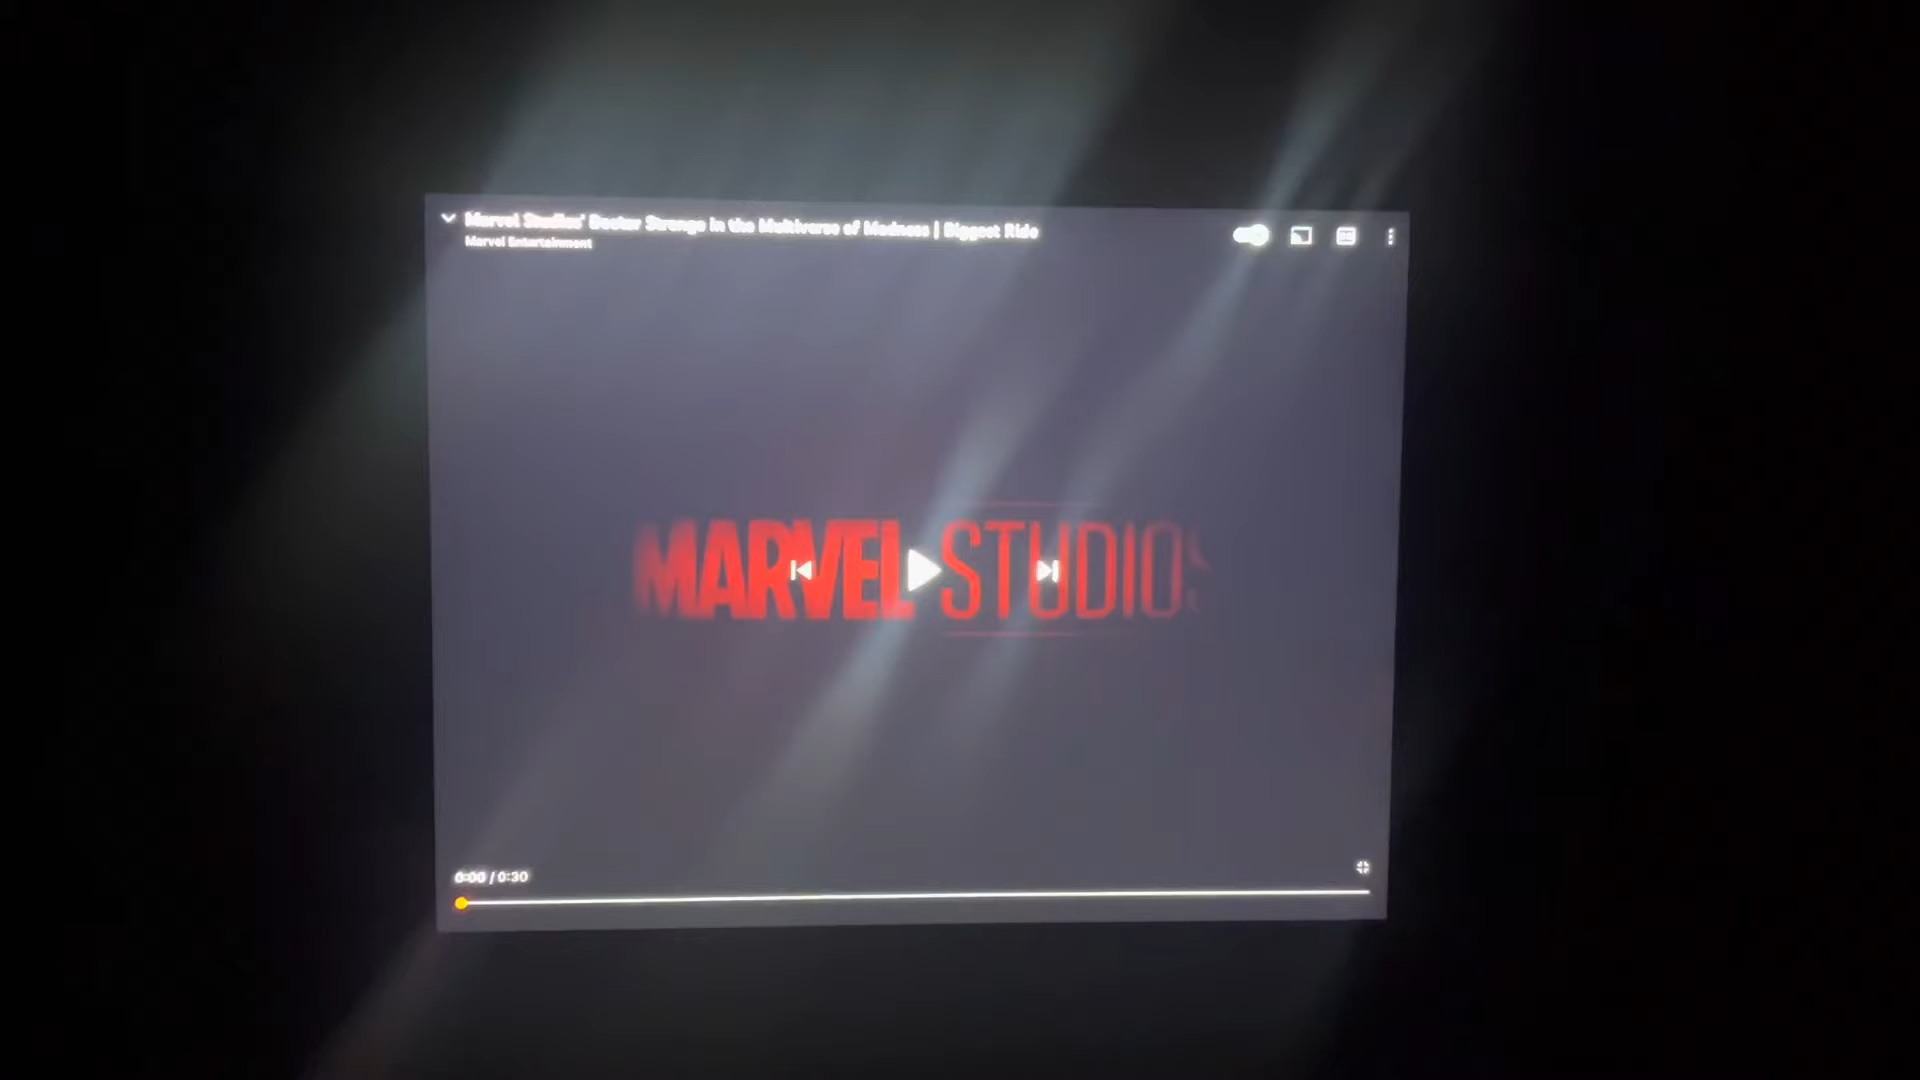 Marvel Studios' Doctor Strange in the Multiverse of Madness | Biggest Ride
Marvel Entertainment
MARVEL STUDIOS
0:00 / 0:30